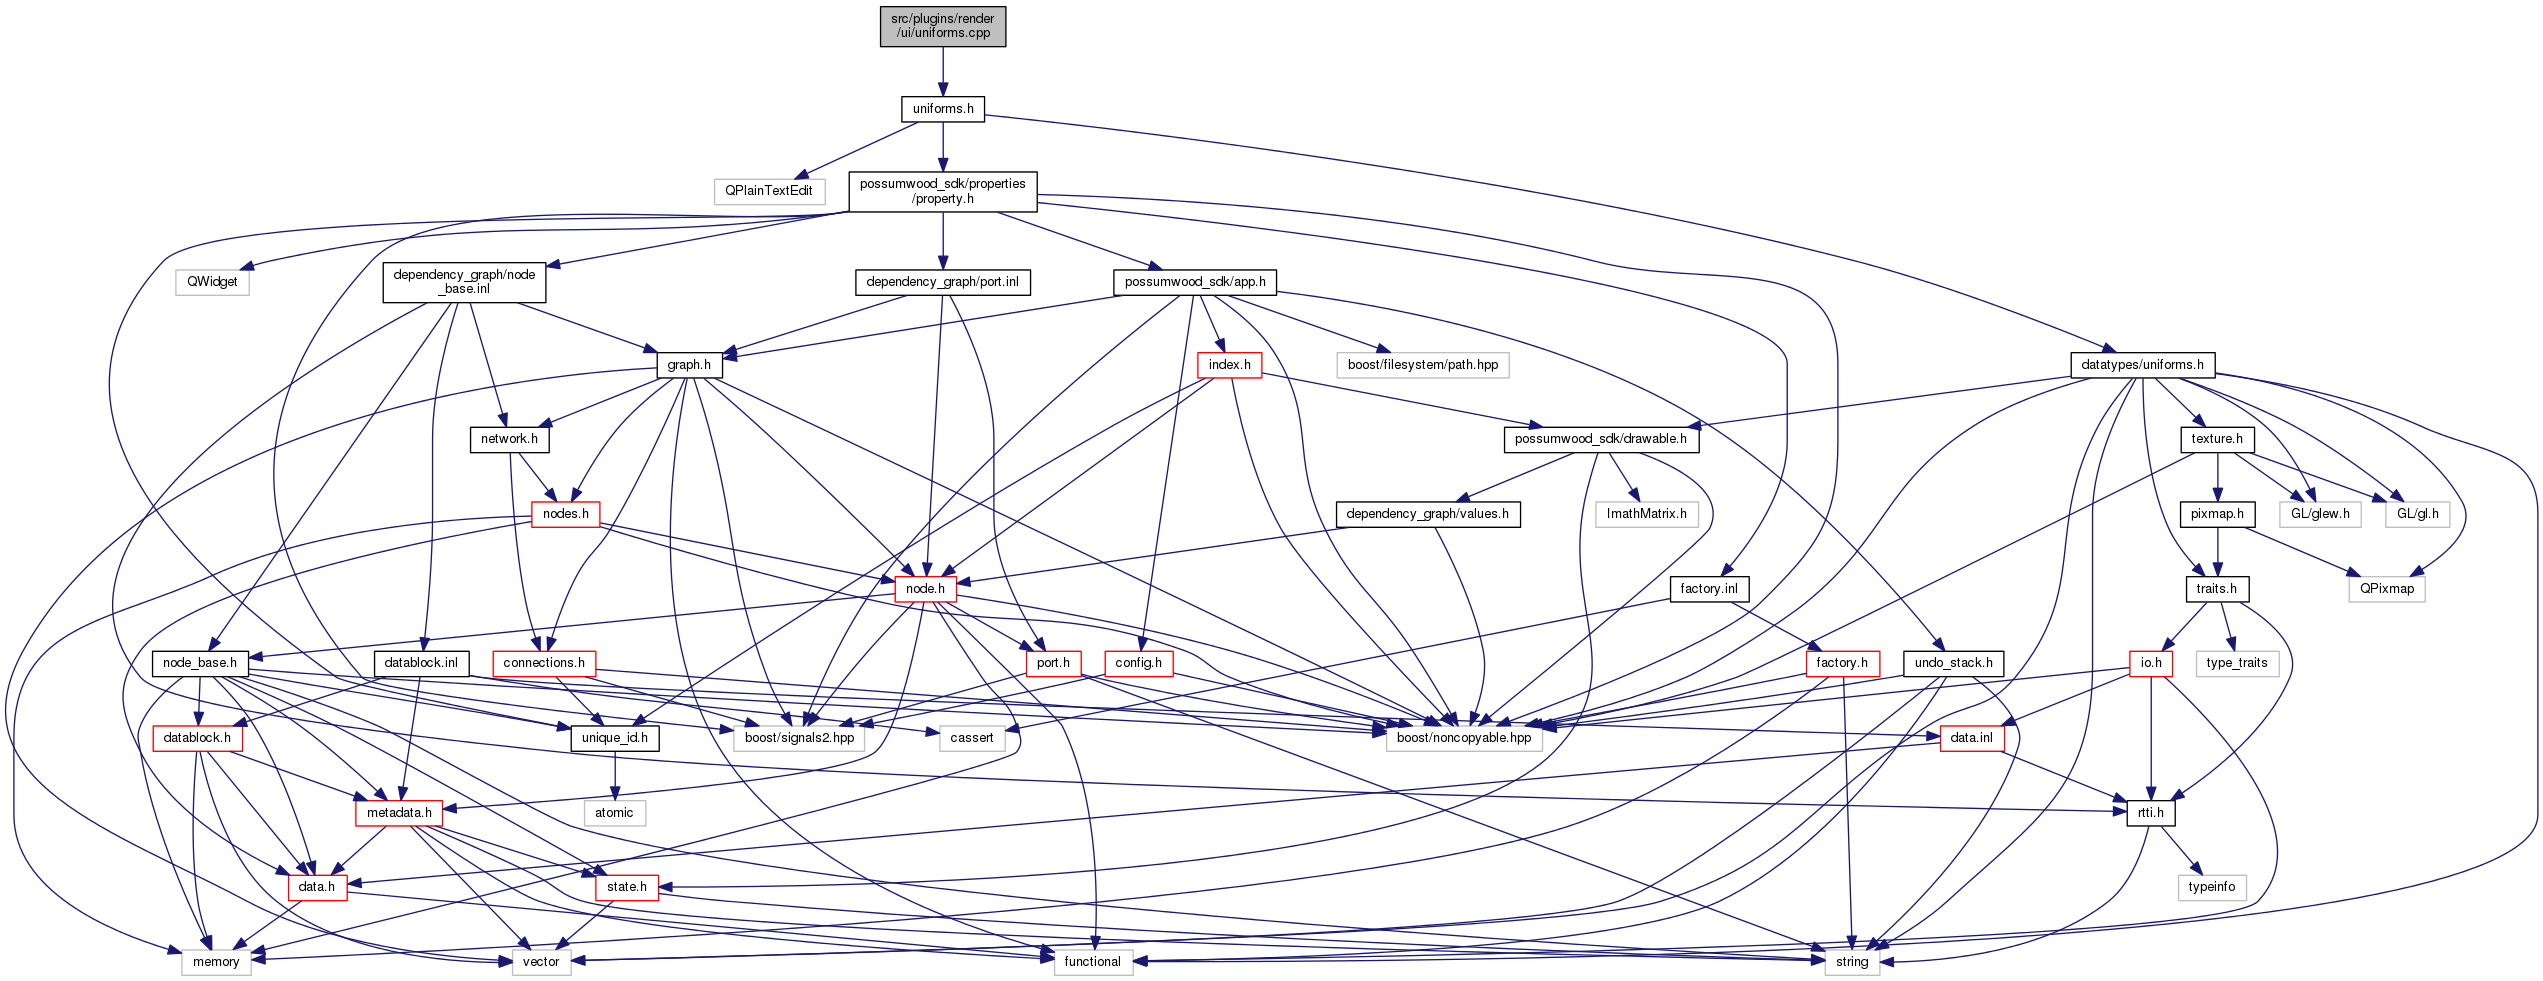 src/plugins/render
/ui/uniforms.cpp
uniforms.h
QPlainTextEdit
possumwood_sdk/properties
/property.h
QWidget
dependency_graph/node
_base.inl
dependency_graph/port.inl
possumwood_sdk/app.h
graph.h
index.h
boost/filesystem/path.hpp
datatypes/uniforms.h
network.h
possumwood_sdk/drawable.h
texture.h
nodes.h
dependency_graph/values.h
ImathMatrix.h
pixmap.h
GL/glew.h
GL/gl.h
node.h
factory.inl
traits.h
QPixmap
node_base.h
datablock.inl
connections.h
port.h
config.h
factory.h
undo_stack.h
io.h
type_traits
datablock.h
unique_id.h
boost/signals2.hpp
cassert
boost/noncopyable.hpp
data.inl
metadata.h
atomic
rtti.h
data.h
state.h
typeinfo
memory
vector
functional
string